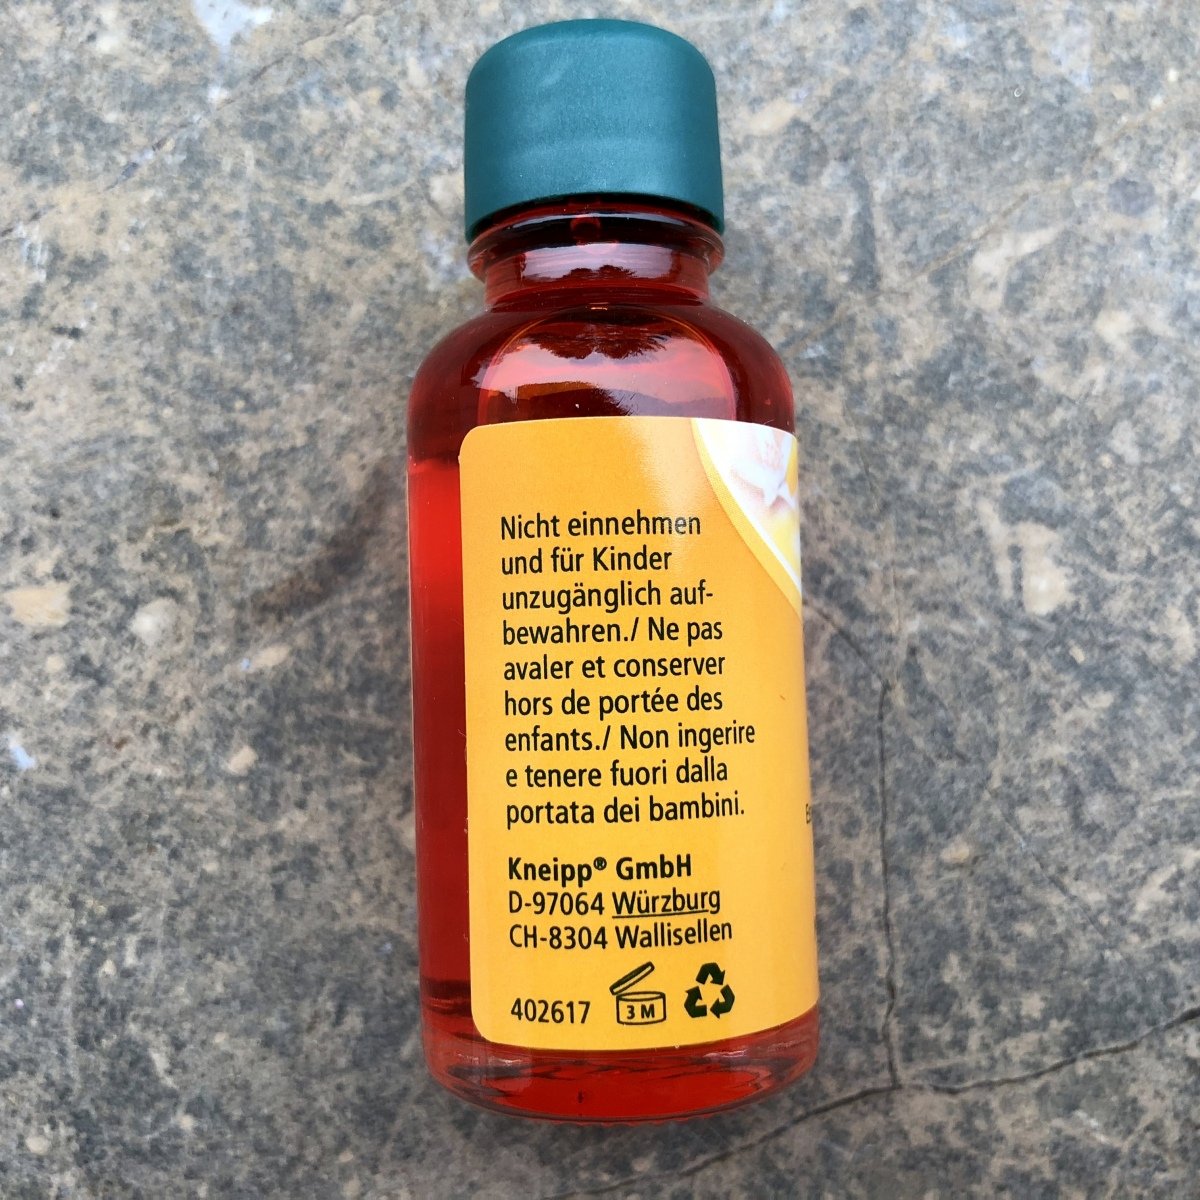 Nicht einnehmen
und für Kinder
unzugänglich auf-
bewahren./ Ne pas
avaler et conserver
hors de portée des
enfants./ Non ingerire
e tenere fuori dalla
portata dei bambini.
Kneipp® GmbH
D-97064 Würzburg
CH-8304 Wallisellen
402617 3 M